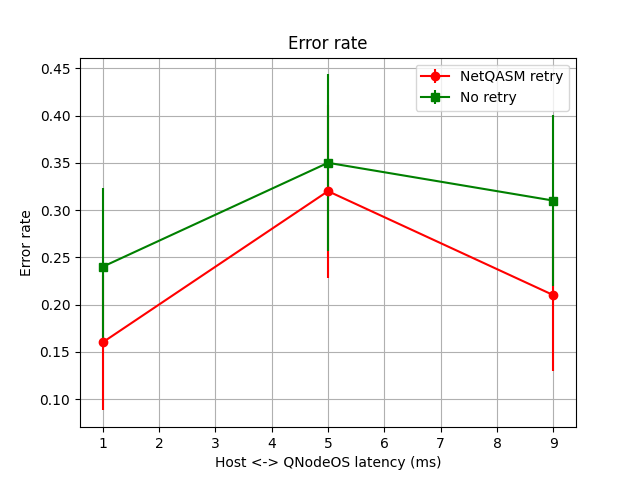 Error rate
NetQASM retry
No retry
Error rate
0.45
0.40
0.35
0.30
0.25
0.20
0.15
0.10
1 2 3 4 5 6 7 8 9
Host <-> QNodeOS latency (ms)